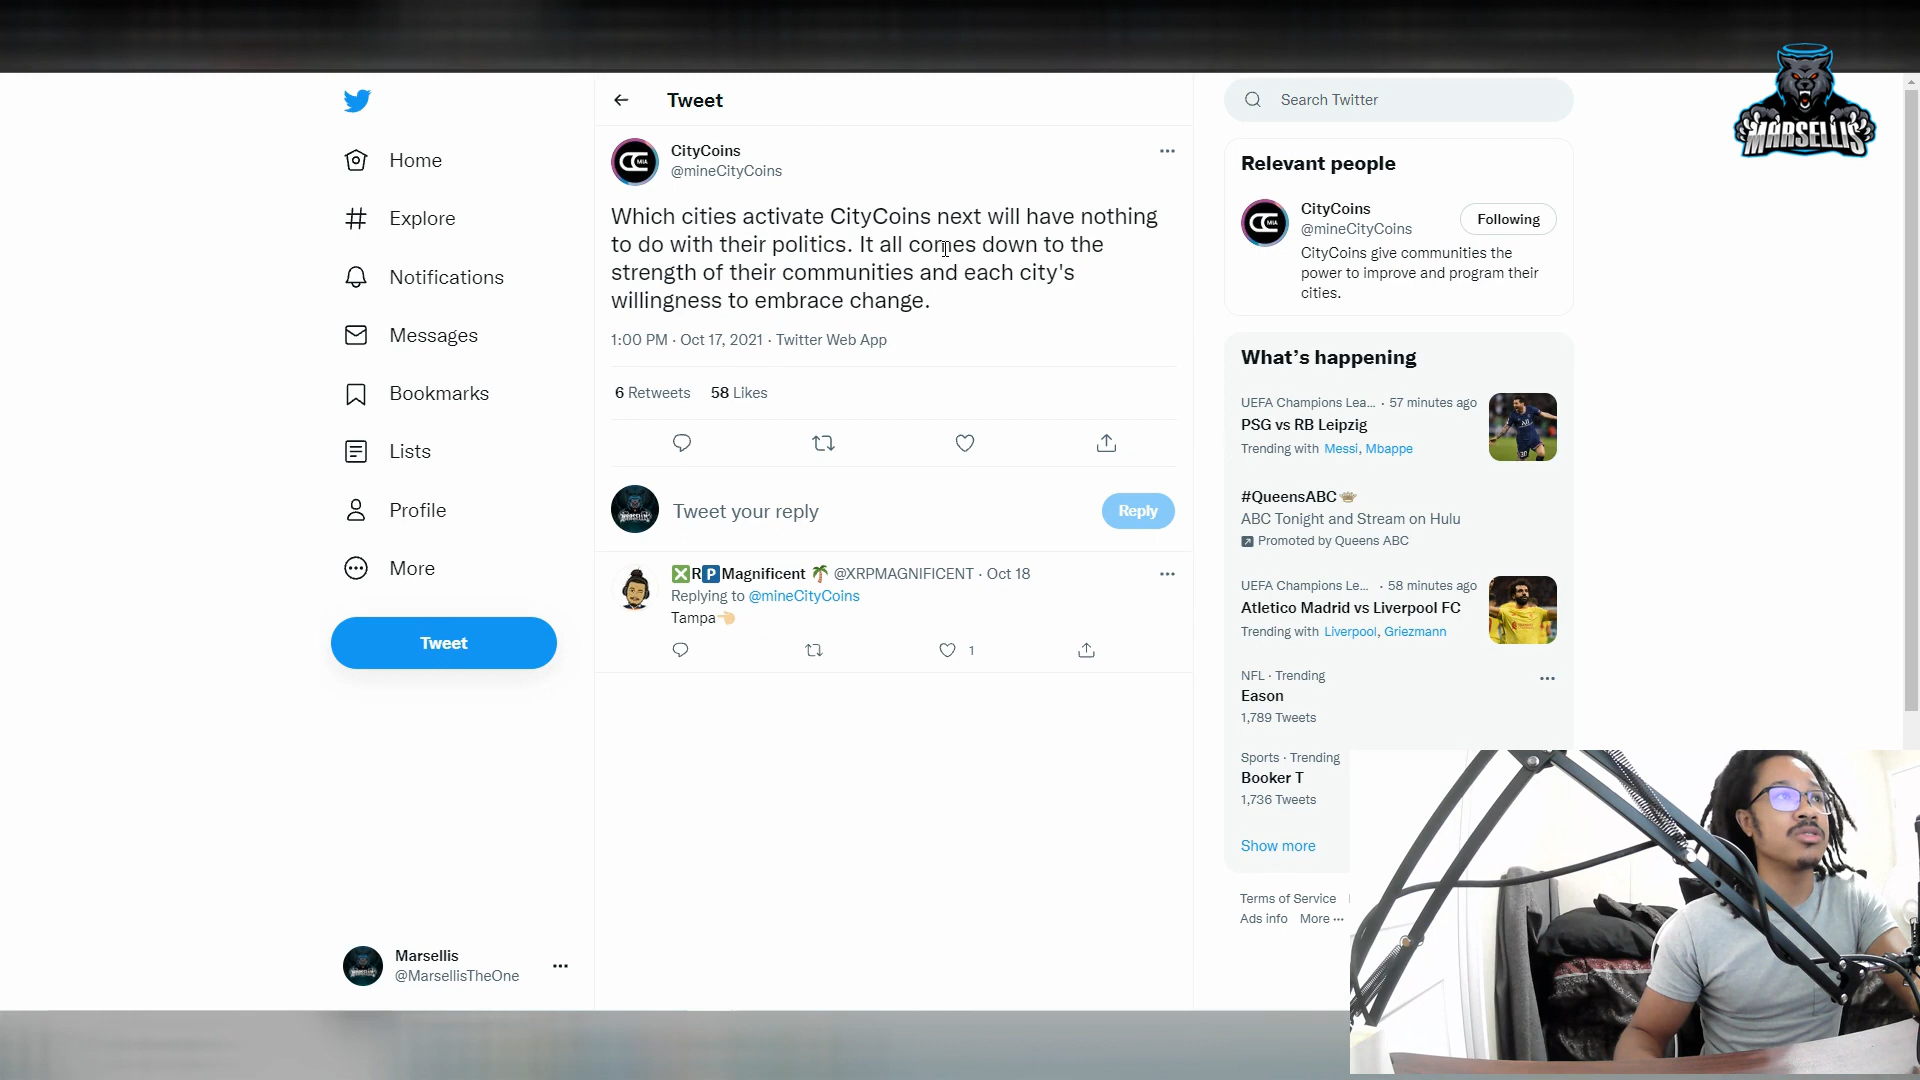 MARSELLIS
Home
Explore
Notifications
Messages
Bookmarks
Lists
Profile
More
Tweet
Marsellis
@MarsellisTheOne
Tweet
CityCoins
@mineCityCoins
Which cities activate CityCoins next will have nothing
to do with their politics. It all comes down to the
strength of their communities and each city's
willingness to embrace change.
1:00 PM · Oct 17, 2021 · Twitter Web App
6 Retweets 58 Likes
Tweet your reply
Reply
❎R🅿Magnificent 🌴 @XRPMAGNIFICENT · Oct 18
Replying to @mineCityCoins
Tampa👈🏼
1
Search Twitter
Relevant people
CityCoins
@mineCityCoins
Following
CityCoins give communities the
power to improve and program their
cities.
What's happening
UEFA Champions Lea... · 57 minutes ago
PSG vs RB Leipzig
Trending with Messi, Mbappe
#QueensABC
ABC Tonight and Stream on Hulu
Promoted by Queens ABC
UEFA Champions Le... · 58 minutes ago
Atletico Madrid vs Liverpool FC
Trending with Liverpool, Griezmann
NFL · Trending
Eason
1,789 Tweets
Sports · Trending
Booker T
1,736 Tweets
Show more
Terms of Service
Ads info More ···